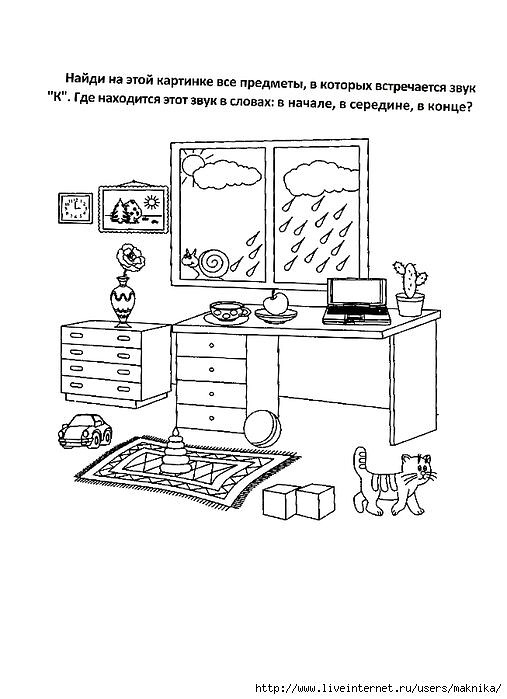 Найди на этой картинке все предметы, в которых встречается звук
"К". Где находится этот звук в словах: в начале, в середине, в конце?
http://www.liveinternet.ru/users/maknika/